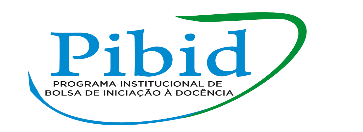 Pibid
PROGRAMA INSTITUCIONAL DE
BOLSA DE INICIAÇÃO À DOCÊNCIA